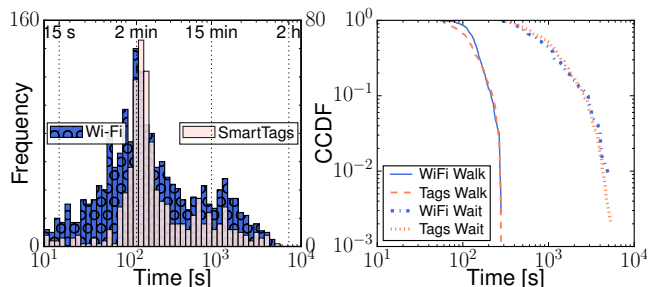 160
80
10^0
15 s
2 min
15 min
2 h
Frequency
Wi-Fi
SmartTags
CCDF
10^-1
10^-2
WiFi Walk
Tags Walk
WiFi Wait
Tags Wait
0
0
10^-3
10^1
10^2
10^3
10^4
10^1
10^2
10^3
10^4
Time [s]
Time [s]